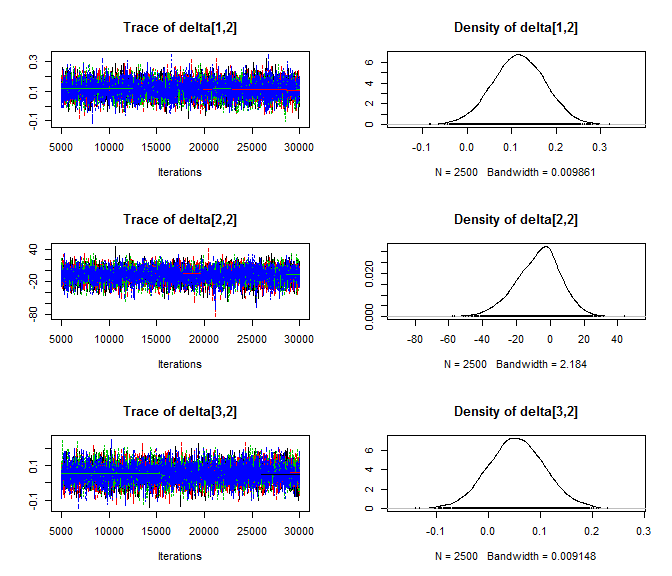 Trace of delta[1,2]
0.3
0.1
-0.1
5000 10000 15000 20000 25000 30000
Iterations
Density of delta[1,2]
6
4
2
0
-0.1 0.0 0.1 0.2 0.3 0.4
N = 2500 Bandwidth = 0.009861
Trace of delta[2,2]
40
-20
-80
5000 10000 15000 20000 25000 30000
Iterations
Density of delta[2,2]
0.020
0.000
-80 -60 -40 -20 0 20 40
N = 2500 Bandwidth = 2.184
Trace of delta[3,2]
0.1
-0.1
5000 10000 15000 20000 25000 30000
Iterations
Density of delta[3,2]
6
4
2
0
-0.1 0.0 0.1 0.2 0.3
N = 2500 Bandwidth = 0.009148